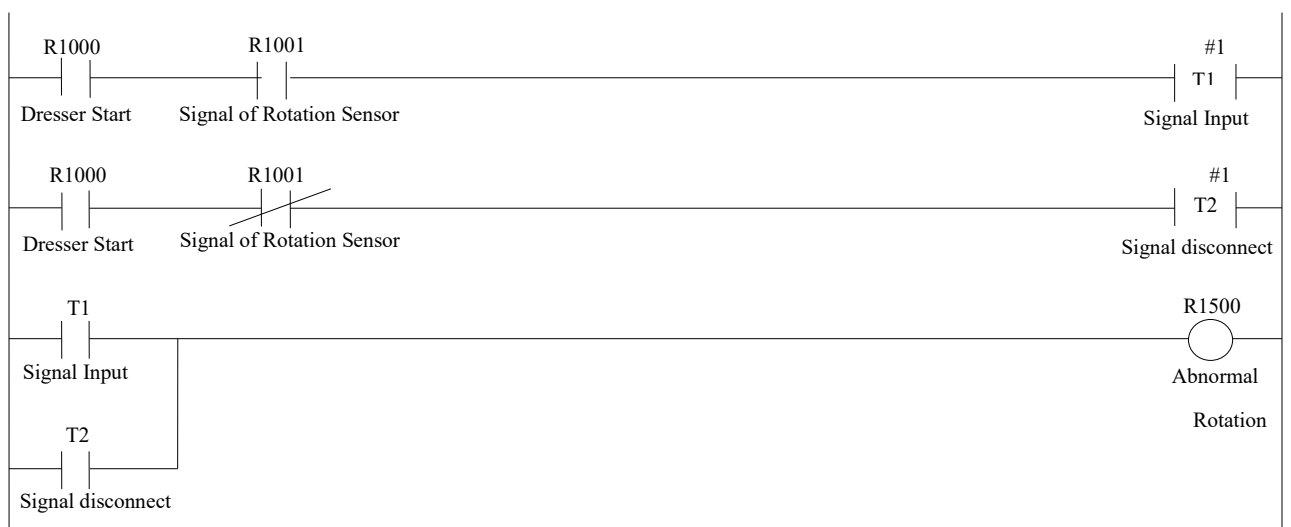 R1000 R1001 #1
T1
Dresser Start Signal of Rotation Sensor Signal Input
R1000 R1001 #1
T2
Dresser Start Signal of Rotation Sensor Signal disconnect
T1 R1500
Signal Input Abnormal
Rotation
T2
Signal disconnect